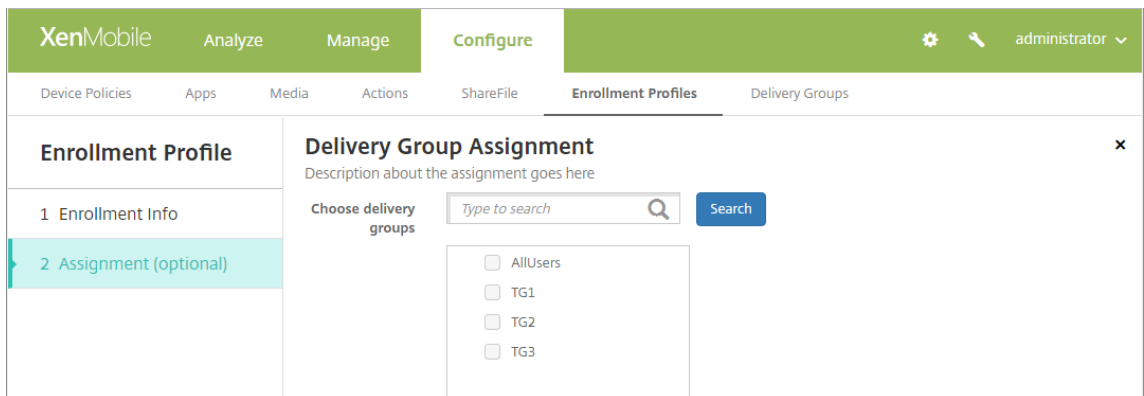 XenMobile Analyze Manage Configure administrator
Device Policies Apps Media Actions ShareFile Enrollment Profiles Delivery Groups
Enrollment Profile
1 Enrollment Info
2 Assignment (optional)
Delivery Group Assignment
Description about the assignment goes here
Choose delivery
groups
Type to search
Search
AllUsers
TG1
TG2
TG3